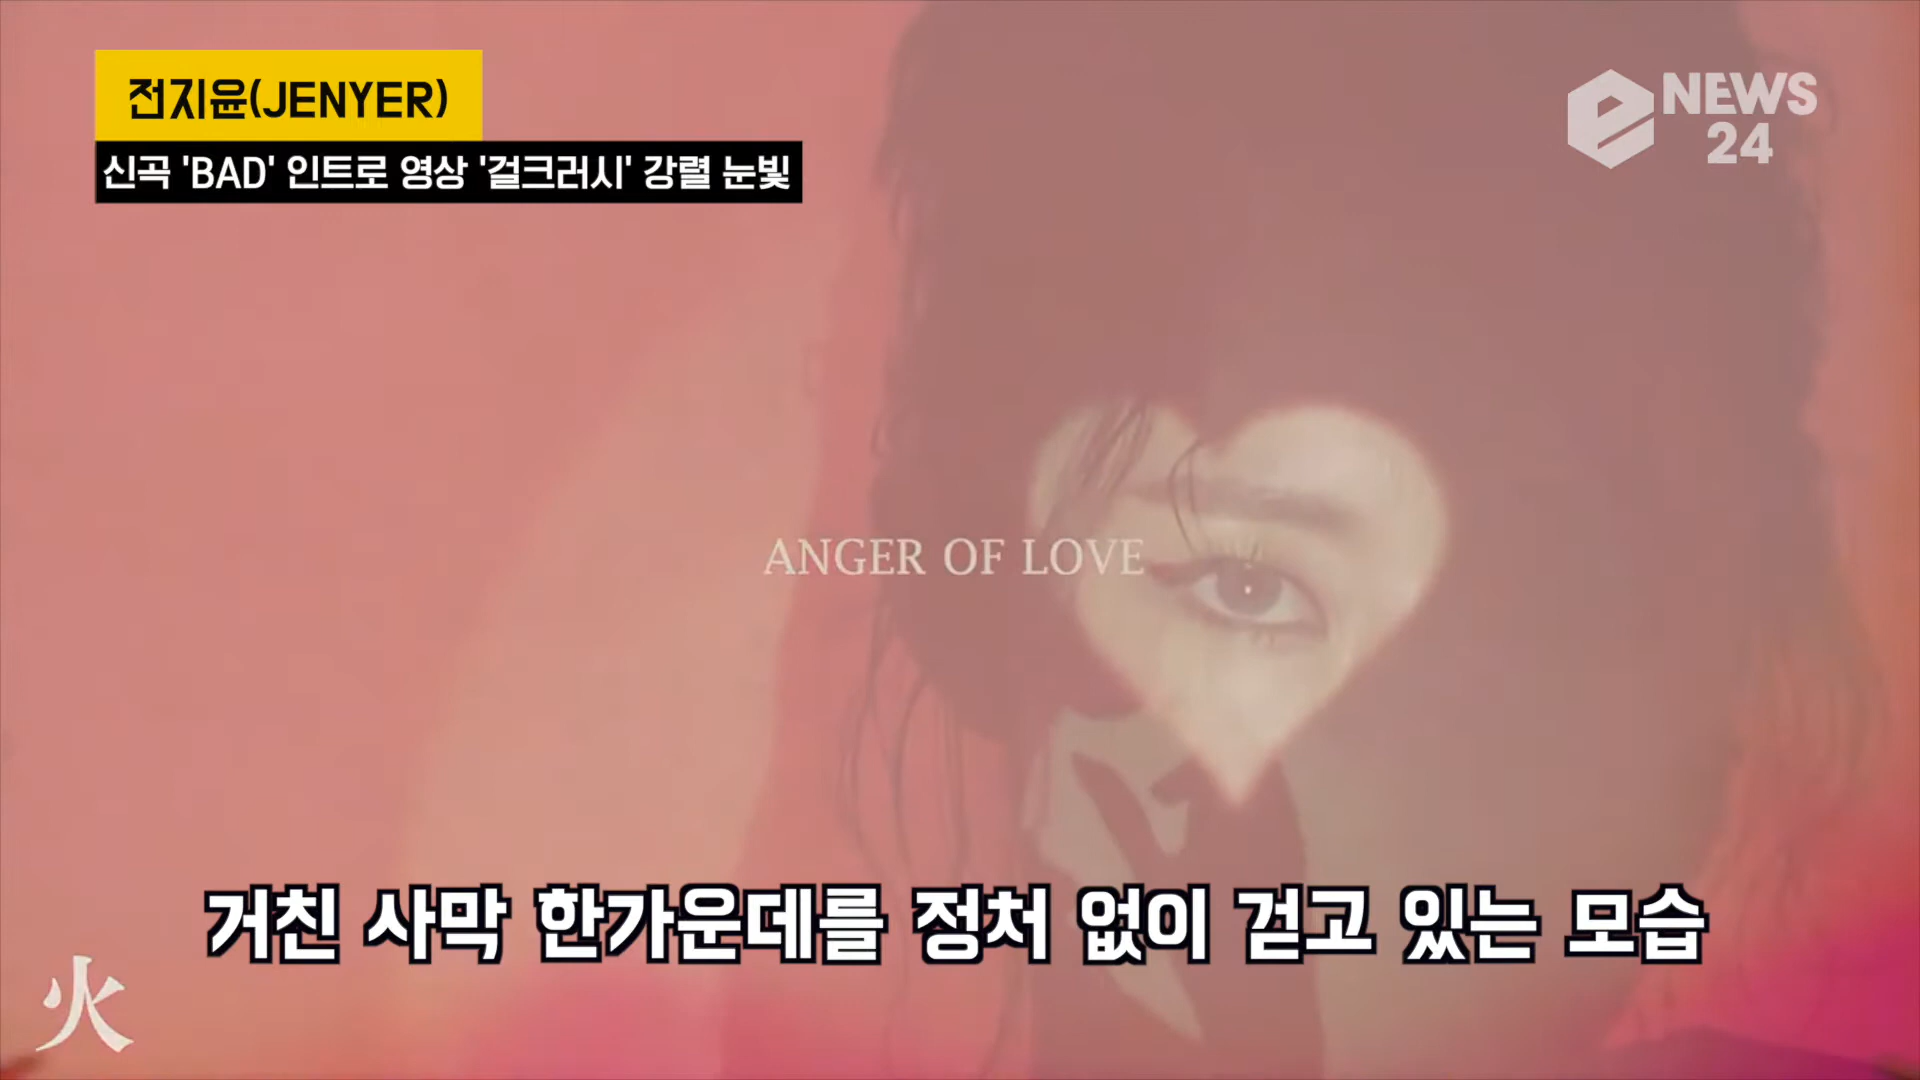 전지윤(JENYER)
신곡 'BAD' 인트로 영상 '걸크러시' 강렬 눈빛
e NEWS
24
ANGER OF LOVE
거친 사막 한가운데를 정처 없이 걷고 있는 모습
火